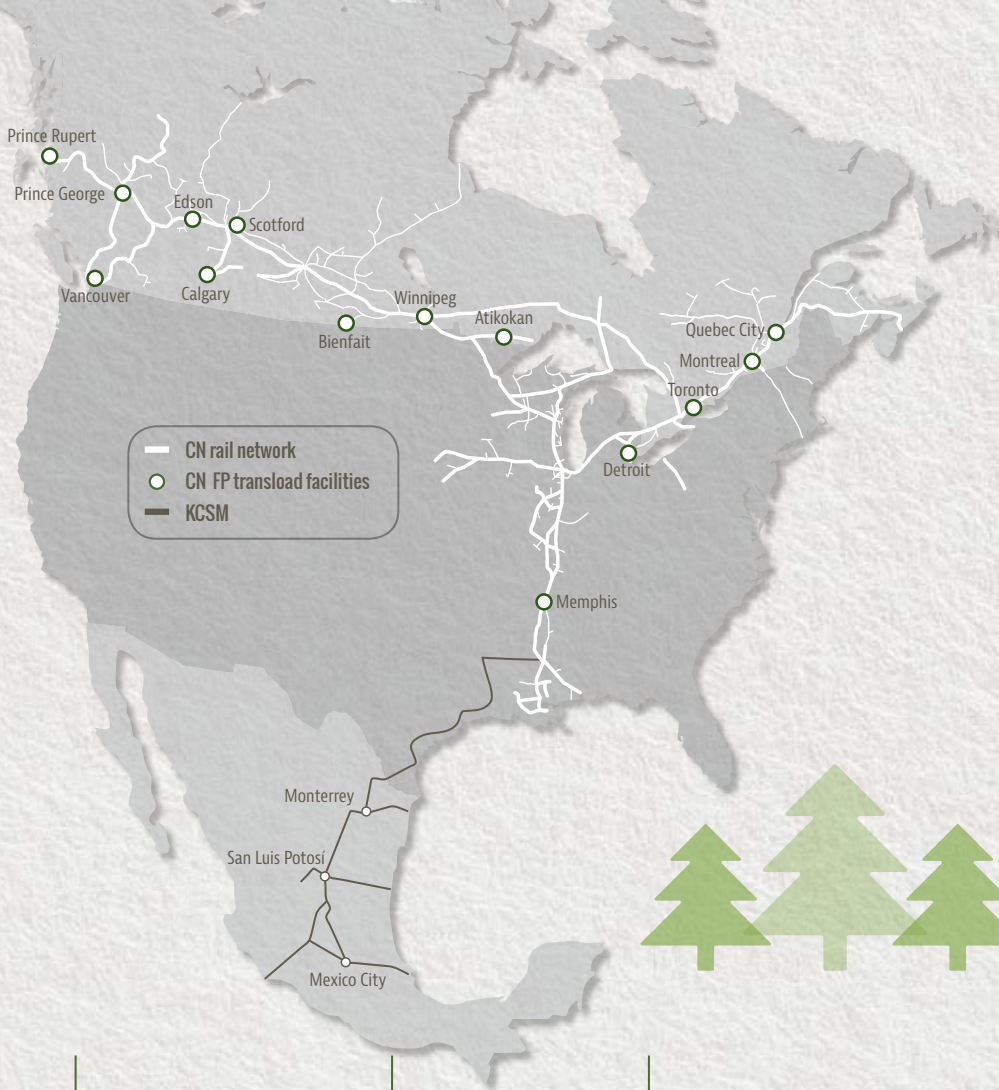 Prince Rupert
Prince George
Edson
Scotford
Vancouver
Calgary
Winnipeg
Bienfait
Atikokan
Quebec City
Montreal
Toronto
Detroit
CN rail network
CN FP transload facilities
KCSM
Memphis
Monterrey
San Luis Potosí
Mexico City